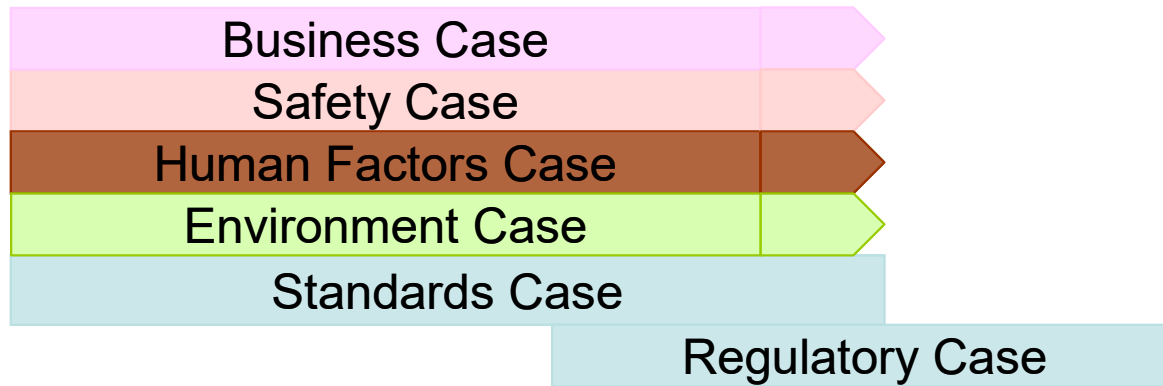 Business Case
Safety Case
Human Factors Case
Environment Case
Standards Case
Regulatory Case